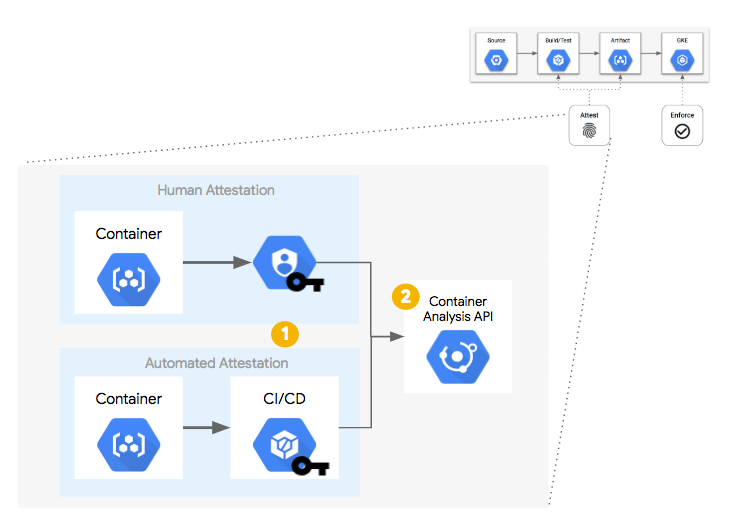 Source
Build/Test
Artifact
GKE
Attest
Enforce
Human Attestation
Container
1
2
Container
Analysis API
Automated Attestation
Container
CI/CD